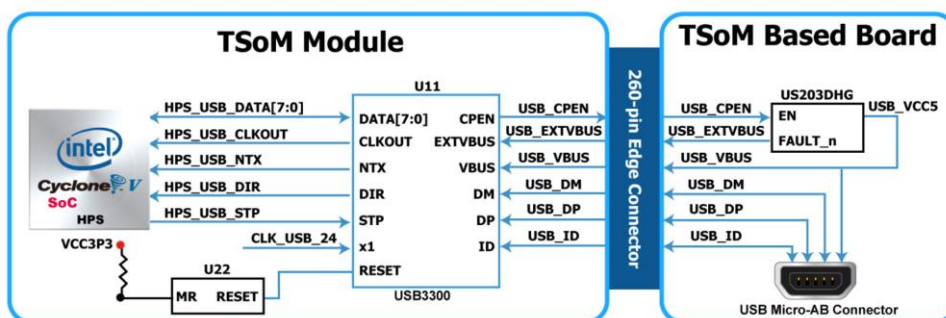 TSoM Module
TSoM Based Board
U11
US203DHG
HPS_USB_DATA[7:0]
DATA[7:0]
CPEN
USB_CPEN
USB_CPEN
EN
USB_VCC5
HPS_USB_CLKOUT
CLKOUT
EXTVBUS
USB_EXTVBUS
USB_EXTVBUS
FAULT_n
intel
Cyclone V
SoC
HPS
HPS_USB_NTX
NTX
VBUS
USB_VBUS
USB_VBUS
HPS_USB_DIR
DIR
DM
USB_DM
USB_DM
HPS_USB_STP
STP
DP
USB_DP
USB_DP
VCC3P3
CLK_USB_24
x1
ID
USB_ID
USB_ID
U22
RESET
MR
RESET
USB3300
260-pin Edge Connector
USB Micro-AB Connector